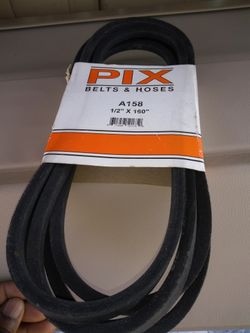 PIX
BELTS & HOSES
A158
1/2" X 160"